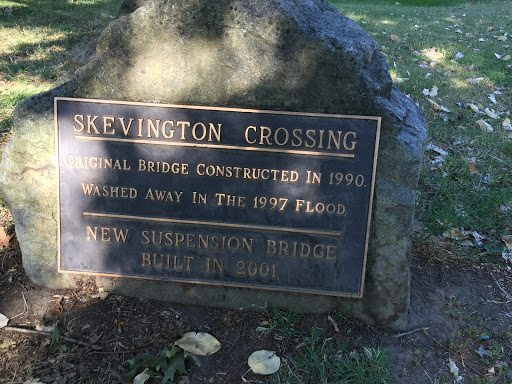 SKEVINGTON CROSSING
ORIGINAL BRIDGE CONSTRUCTED IN 1990.
WASHED AWAY IN THE 1997 FLOOD.
NEW SUSPENSION BRIDGE
BUILT IN 2001